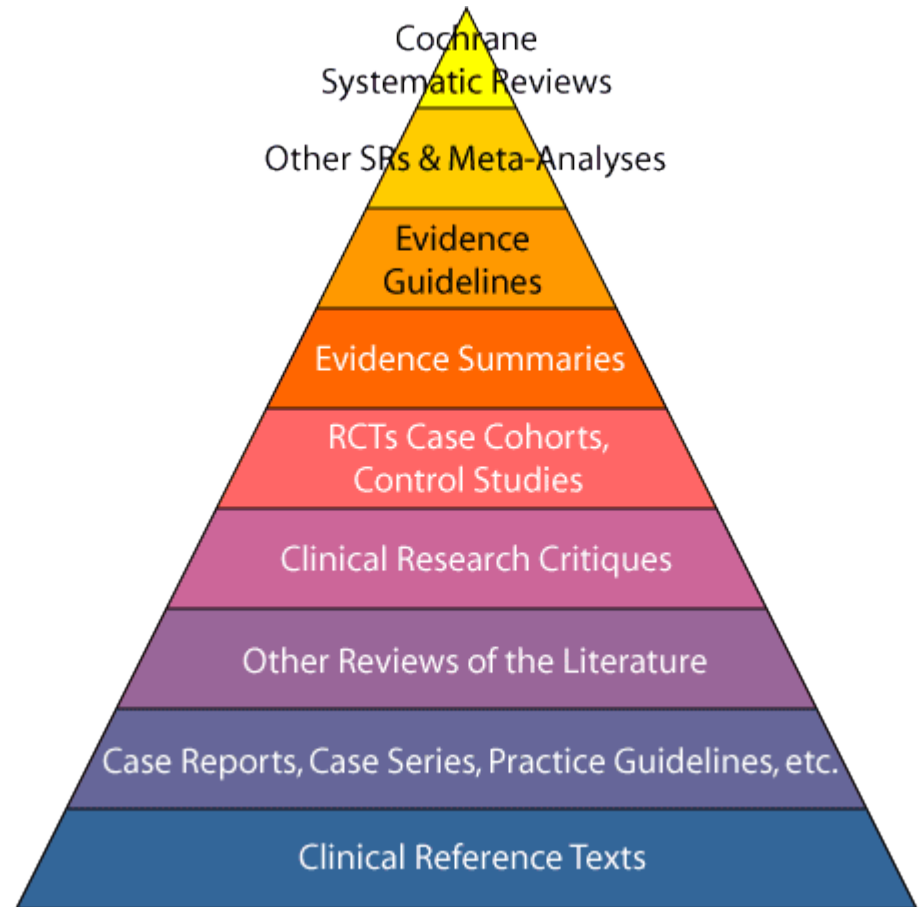 Cochrane
Systematic Reviews
Other SRs & Meta-Analyses
Evidence
Guidelines
Evidence Summaries
RCTs Case Cohorts,
Control Studies
Clinical Research Critiques
Other Reviews of the Literature
Case Reports, Case Series, Practice Guidelines, etc.
Clinical Reference Texts